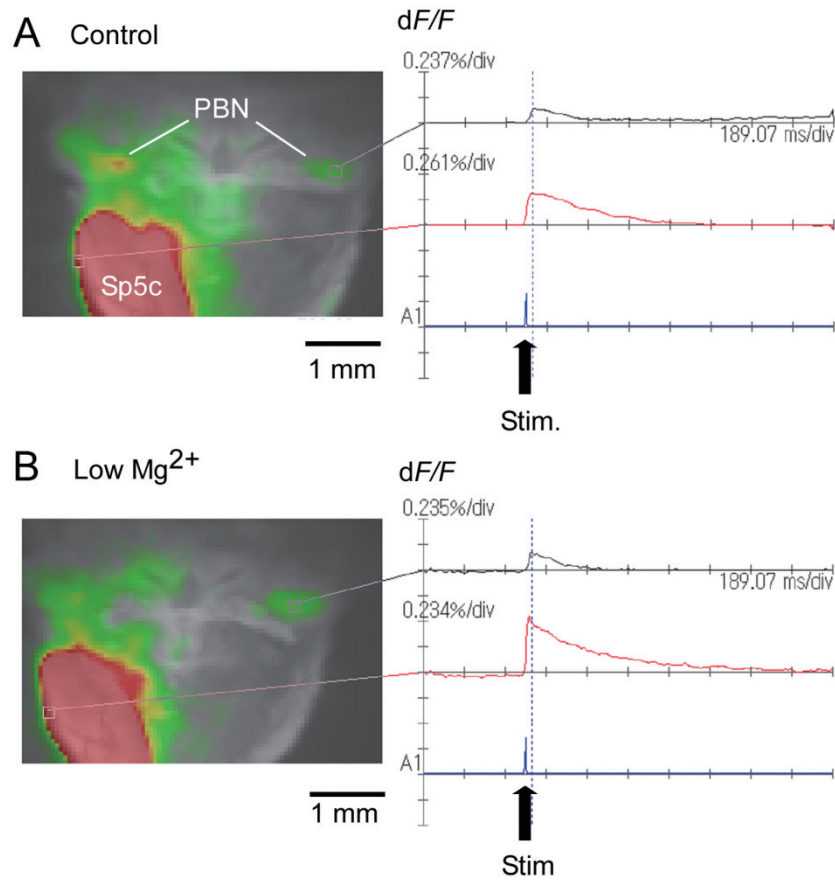 A Control
dF/F
0.237%/div
PBN
189.07 ms/div
0.261%/div
Sp5c
A1
1 mm
Stim.
B Low Mg²⁺
dF/F
0.235%/div
189.07 ms/div
0.234%/div
A1
1 mm
Stim